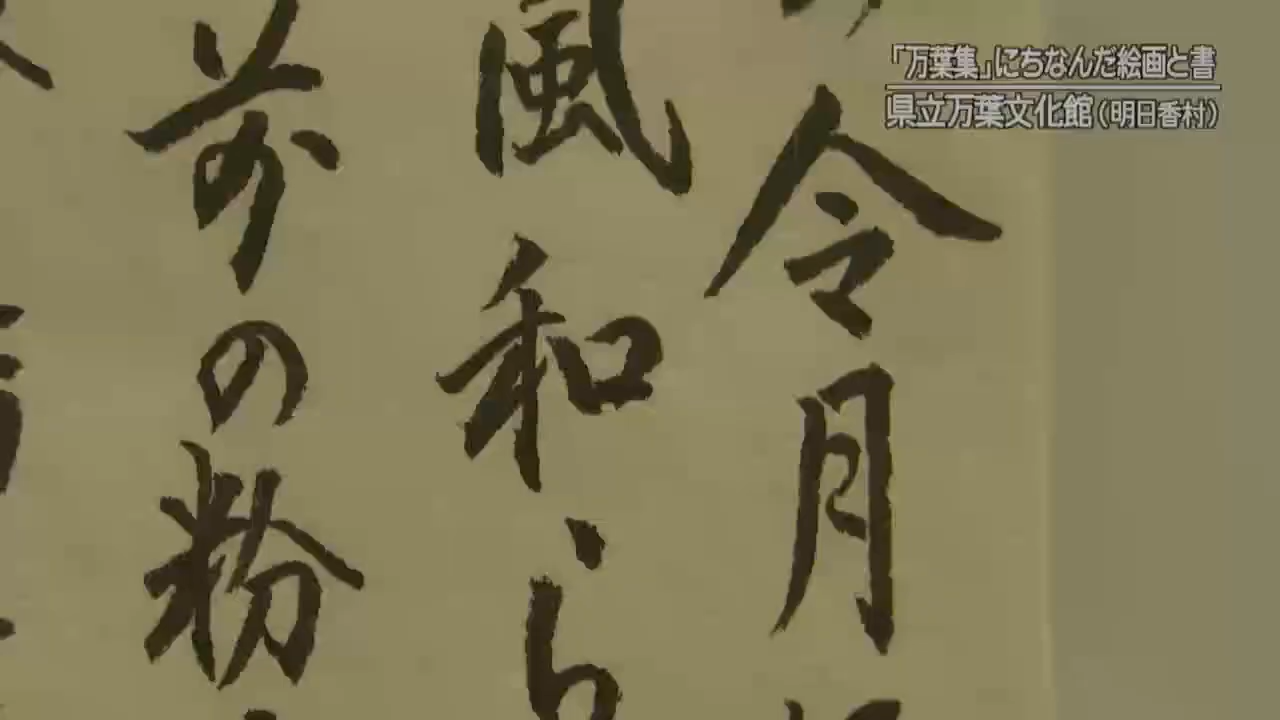 「万葉集」にちなんだ絵画と書
県立万葉文化館（明日香村）
令月
風和ら
前の粉